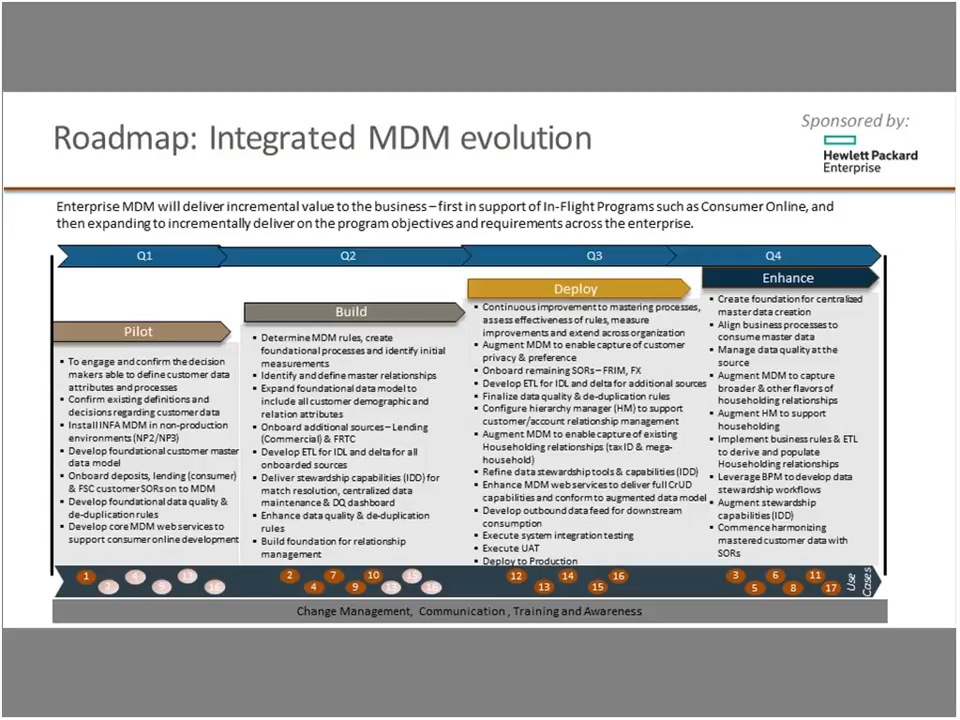 Roadmap: Integrated MDM evolution
Sponsored by:
Hewlett Packard
Enterprise
Enterprise MDM will deliver incremental value to the business – first in support of In-Flight Programs such as Consumer Online, and
then expanding to incrementally deliver on the program objectives and requirements across the enterprise.
Q1
Q2
Q3
Q4
Pilot
▪ To engage and confirm the decision
makers able to define customer data
attributes and processes
▪ Confirm existing definitions and
decisions regarding customer data
▪ Install INFA MDM in non-production
environments (NP2/NP3)
▪ Develop foundational customer master
data model
▪ Onboard deposits, lending (consumer)
& FSC customer SORs on to MDM
▪ Develop foundational data quality &
de-duplication rules
▪ Develop core MDM web services to
support consumer online development
Build
▪ Determine MDM rules, create
foundational processes and identify initial
measurements
▪ Identify and define master relationships
▪ Expand foundational data model to
include all customer demographic and
relation attributes
▪ Onboard additional sources – Lending
(Commercial) & FRTC
▪ Develop ETL for IDL and delta for all
onboarded sources
▪ Deliver stewardship capabilities (IDD) for
match resolution, centralized data
maintenance & DQ dashboard
▪ Enhance data quality & de-duplication
rules
▪ Build foundation for relationship
management
Deploy
▪ Continuous improvement to mastering processes,
assess effectiveness of rules, measure
improvements and extend across organization
▪ Augment MDM to enable capture of customer
privacy & preference
▪ Onboard remaining SORs – FRIM, FX
▪ Develop ETL for IDL and delta for additional sources
▪ Finalize data quality & de-duplication rules
▪ Configure hierarchy manager (HM) to support
customer/account relationship management
▪ Augment MDM to enable capture of existing
Householding relationships (tax ID & mega-
household)
▪ Refine data stewardship tools & capabilities (IDD)
▪ Enhance MDM web services to deliver full CrUD
capabilities and conform to augmented data model
▪ Develop outbound data feed for downstream
consumption
▪ Execute system integration testing
▪ Execute UAT
▪ Deploy to Production
Enhance
▪ Create foundation for centralized
master data creation
▪ Align business processes to
consume master data
▪ Manage data quality at the
source
▪ Augment MDM to capture
broader & other flavors of
householding relationships
▪ Augment HM to support
householding
▪ Implement business rules & ETL
to derive and populate
Householding relationships
▪ Leverage BPM to develop data
stewardship workflows
▪ Augment stewardship
capabilities (IDD)
▪ Commence harmonizing
mastered customer data with
SORs
1 2 4 9 13 16
2 4 7 9 10 13 15 16
12 13 14 15 16
3 5 6 8 11 17
Use
Cases
Change Management, Communication, Training and Awareness